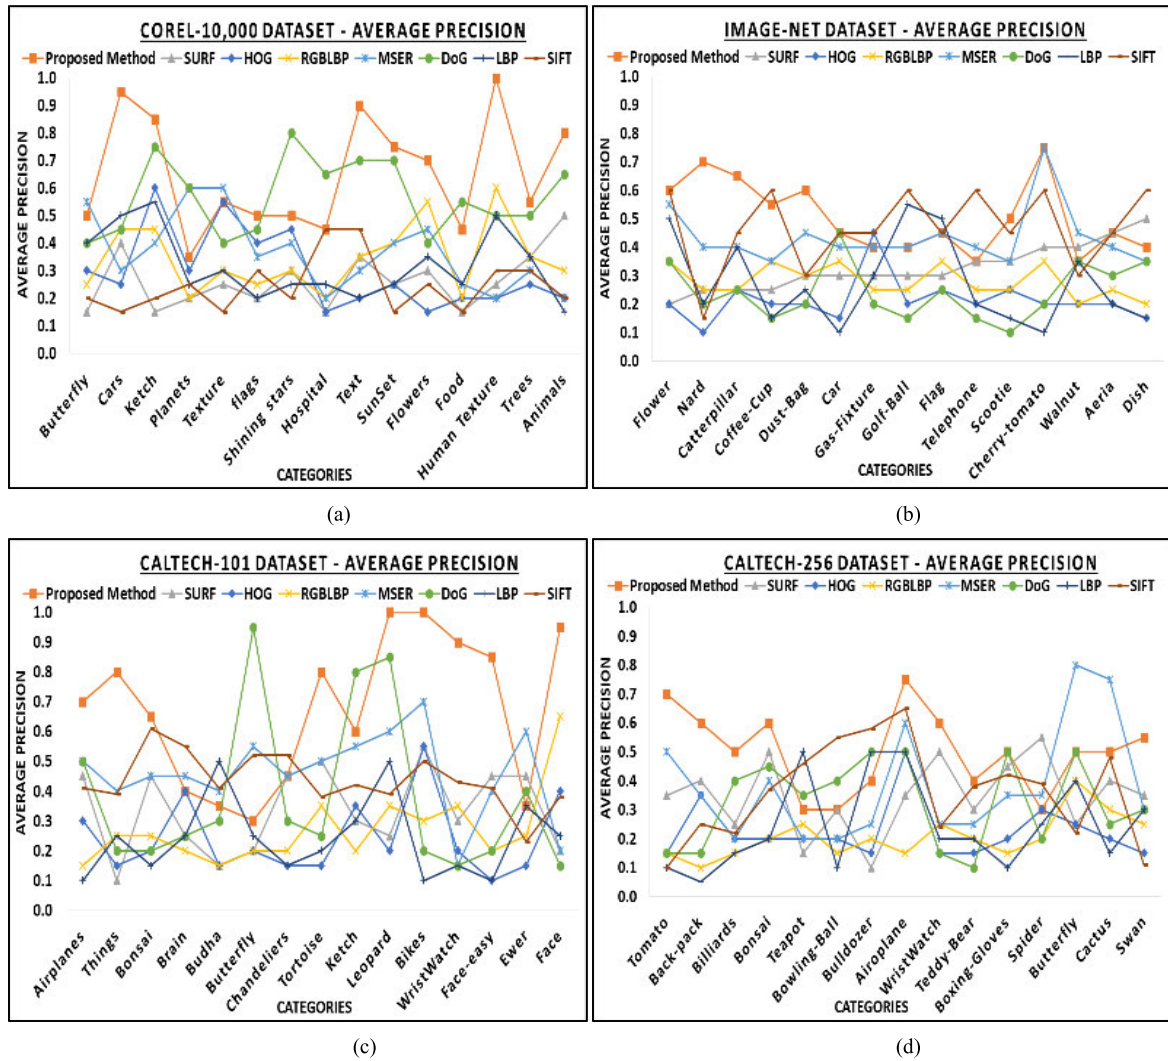 COREL-10,000 DATASET - AVERAGE PRECISION
Proposed Method SURF HOG RGBLBP MSER DoG LBP SIFT
AVERAGE PRECISION
1.0
0.9
0.8
0.7
0.6
0.5
0.4
0.3
0.2
0.1
0.0
Butterfly
Cars
Ketch
Planets
Texture
flags
Shining stars
Hospital
Text
SunSet
Flowers
Food
Human Texture
Trees
Animals
CATEGORIES
(a)
IMAGE-NET DATASET - AVERAGE PRECISION
Proposed Method SURF HOG RGBLBP MSER DoG LBP SIFT
AVERAGE PRECISION
1.0
0.9
0.8
0.7
0.6
0.5
0.4
0.3
0.2
0.1
0.0
Flower
Nard
Catterpillar
Coffee-Cup
Dust-Bag
Car
Gas-Fixture
Golf-Ball
Flag
Telephone
Scootie
Cherry-tomato
Walnut
Aeria
Dish
CATEGORIES
(b)
CALTECH-101 DATASET - AVERAGE PRECISION
Proposed Method SURF HOG RGBLBP MSER DoG LBP SIFT
AVERAGE PRECISION
1.0
0.9
0.8
0.7
0.6
0.5
0.4
0.3
0.2
0.1
0.0
Airplanes
Things
Bonsai
Brain
Budha
Butterfly
Chandeliers
Tortoise
Ketch
Leopard
Bikes
WristWatch
Face-easy
Ewer
Face
CATEGORIES
(c)
CALTECH-256 DATASET - AVERAGE PRECISION
Proposed Method SURF HOG RGBLBP MSER DoG LBP SIFT
AVERAGE PRECISION
1.0
0.9
0.8
0.7
0.6
0.5
0.4
0.3
0.2
0.1
0.0
Tomato
Back-pack
Billiards
Bonsai
Teapot
Bowling-Ball
Bulldozer
Airoplane
WristWatch
Teddy-Bear
Boxing-Gloves
Spider
Butterfly
Cactus
Swan
CATEGORIES
(d)